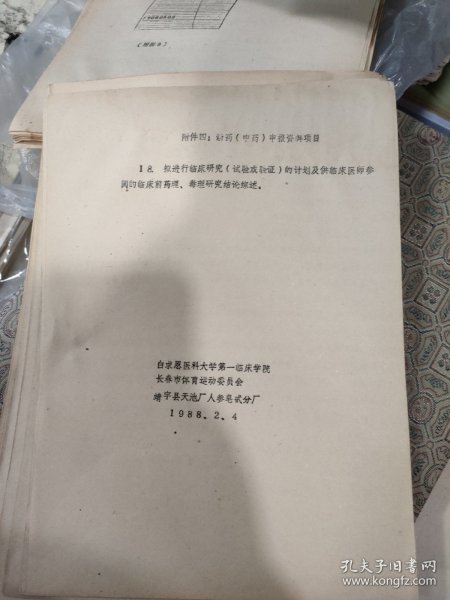 （附图8）
附件四：新药（中药）申报资料项目
18. 拟进行临床研究（试验或验证）的计划及供临床医师参
阅的临床前药理、毒理研究结论综述。
白求恩医科大学第一临床学院
长春市体育运动委员会
靖宇县天池厂人参皂甙分厂
1988.2.4
孔夫子旧书网
www.kongfz.com